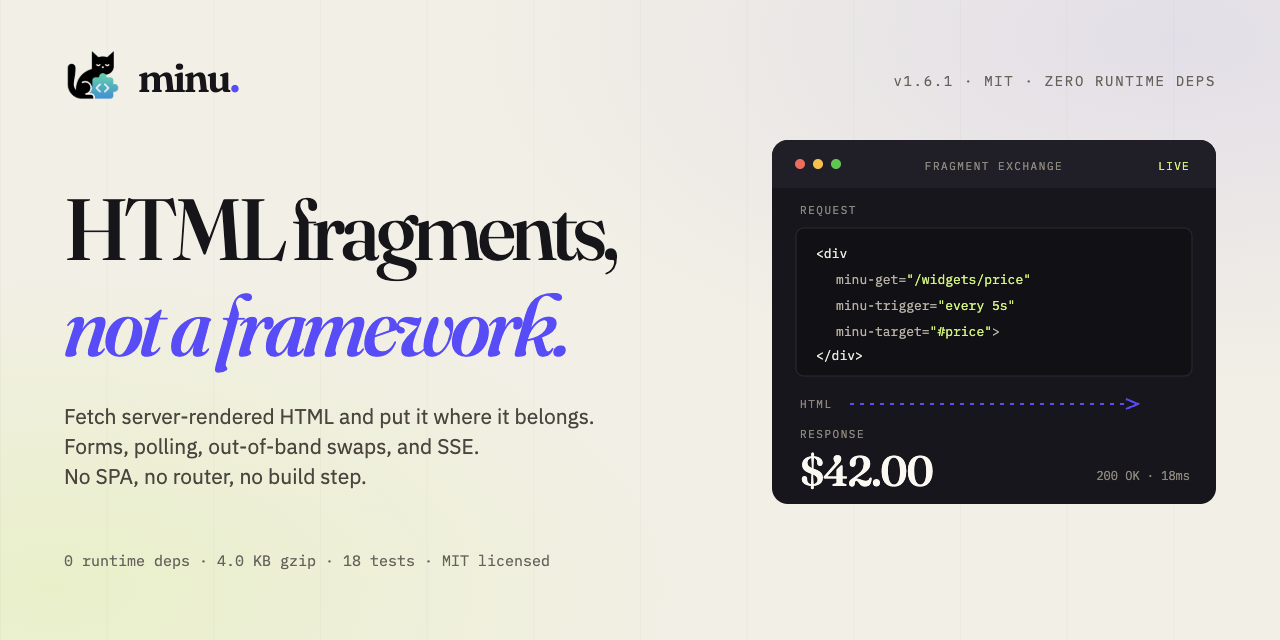 minu.
v1.6.1 · MIT · ZERO RUNTIME DEPS
HTML fragments,
not a framework.
Fetch server-rendered HTML and put it where it belongs.
Forms, polling, out-of-band swaps, and SSE.
No SPA, no router, no build step.
0 runtime deps · 4.0 KB gzip · 18 tests · MIT licensed
FRAGMENT EXCHANGE
LIVE
REQUEST
<div
minu-get="/widgets/price"
minu-trigger="every 5s"
minu-target="#price">
</div>
HTML
RESPONSE
$42.00
200 OK · 18ms